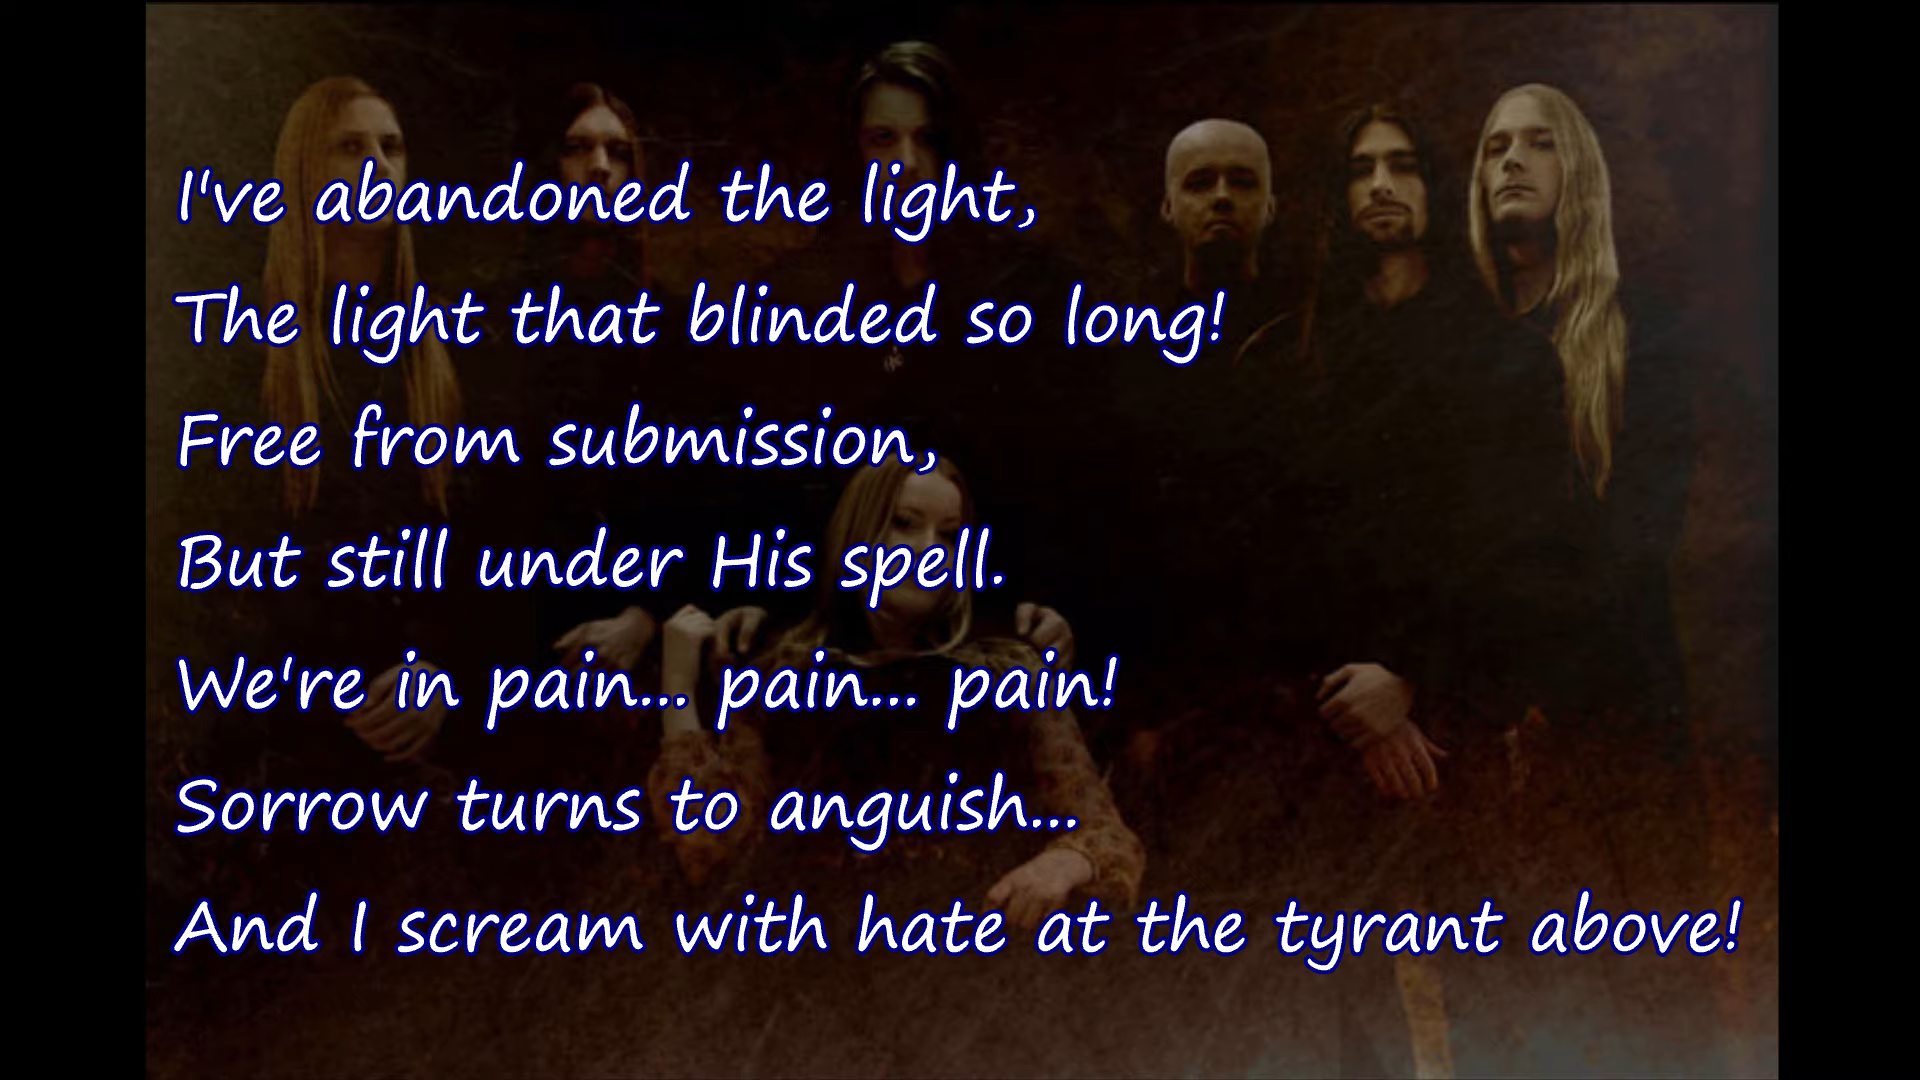 I've abandoned the light,
The light that blinded so long!
Free from submission,
But still under His spell.
We're in pain... pain... pain!
Sorrow turns to anguish...
And I scream with hate at the tyrant above!